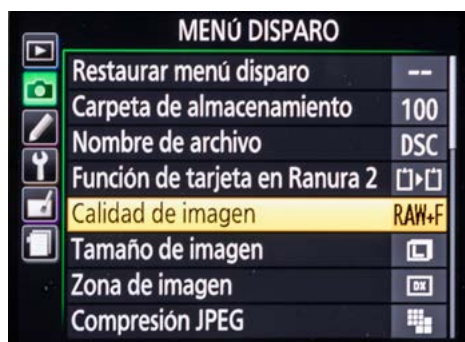 MENÚ DISPARO
Restaurar menú disparo --
Carpeta de almacenamiento 100
Nombre de archivo DSC
Función de tarjeta en Ranura 2
Calidad de imagen RAW+F
Tamaño de imagen L
Zona de imagen DX
Compresión JPEG